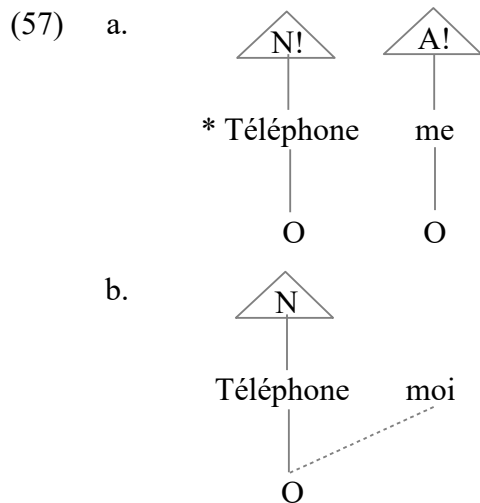 (57) a. N! A!
* Téléphone me
O O
b. N
Téléphone moi
O